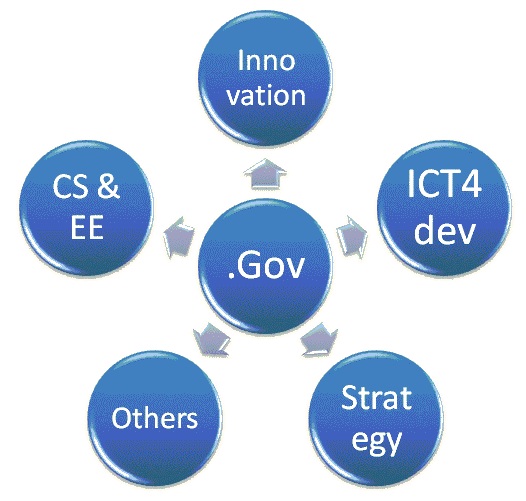 Inno
vation
CS &
EE
ICT4
dev
.Gov
Others
Strat
egy